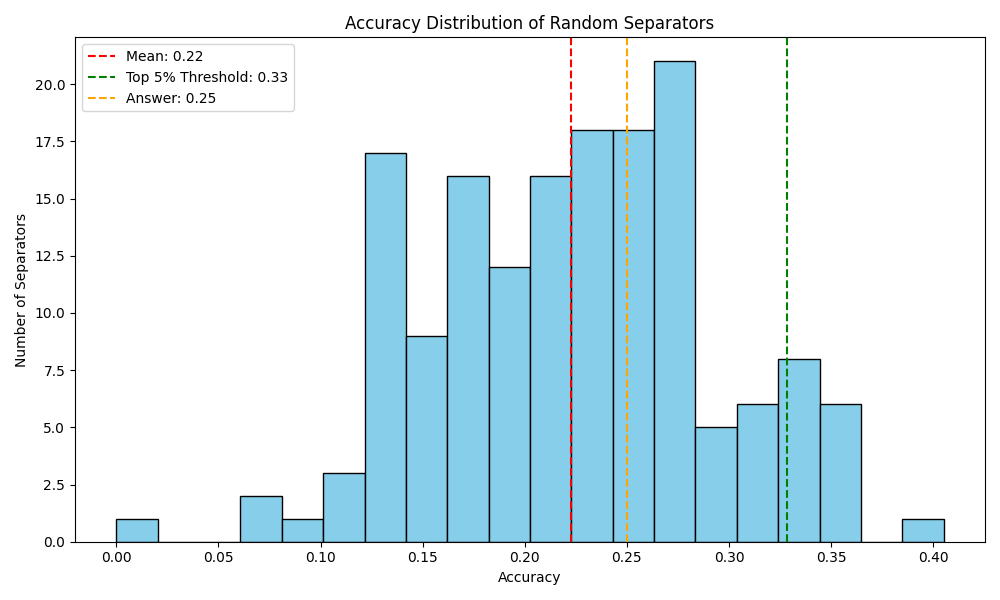 Accuracy Distribution of Random Separators
Mean: 0.22
Top 5% Threshold: 0.33
Answer: 0.25
Number of Separators
20.0
17.5
15.0
12.5
10.0
7.5
5.0
2.5
0.0
0.00 0.05 0.10 0.15 0.20 0.25 0.30 0.35 0.40
Accuracy